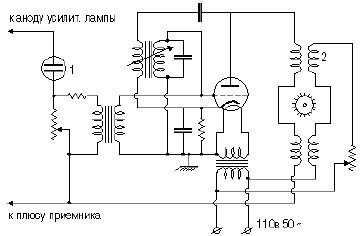 к аноду усилит. лампы
1
2
к плюсу приемника
110в 50~